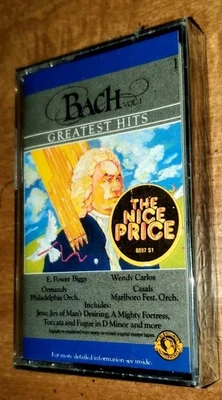 BACH VOL. 1
1
GREATEST HITS
THE
NICE
PRICE
E. Power Biggs
Wendy Carlos
Ormandy
Philadelphia Orch.
Casals
Marlboro Fest. Orch.
Includes:
Jesu, Joy of Man's Desiring, A Mighty Fortress,
Toccata and Fugue in D Minor and more
For more detailed information see inside.